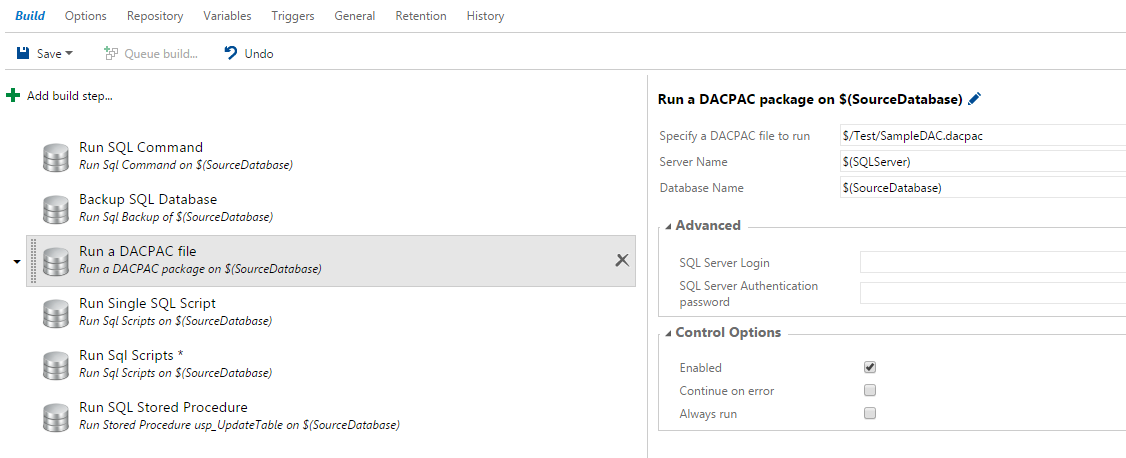 Build Options Repository Variables Triggers General Retention History
Save Queue build... Undo
Add build step...
Run SQL Command
Run Sql Command on $(SourceDatabase)
Backup SQL Database
Run Sql Backup of $(SourceDatabase)
Run a DACPAC file
Run a DACPAC package on $(SourceDatabase)
Run Single SQL Script
Run Sql Scripts on $(SourceDatabase)
Run Sql Scripts *
Run Sql Scripts on $(SourceDatabase)
Run SQL Stored Procedure
Run Stored Procedure usp_UpdateTable on $(SourceDatabase)
Run a DACPAC package on $(SourceDatabase)
Specify a DACPAC file to run $/Test/SampleDAC.dacpac
Server Name $(SQLServer)
Database Name $(SourceDatabase)
Advanced
SQL Server Login
SQL Server Authentication
password
Control Options
Enabled
Continue on error
Always run